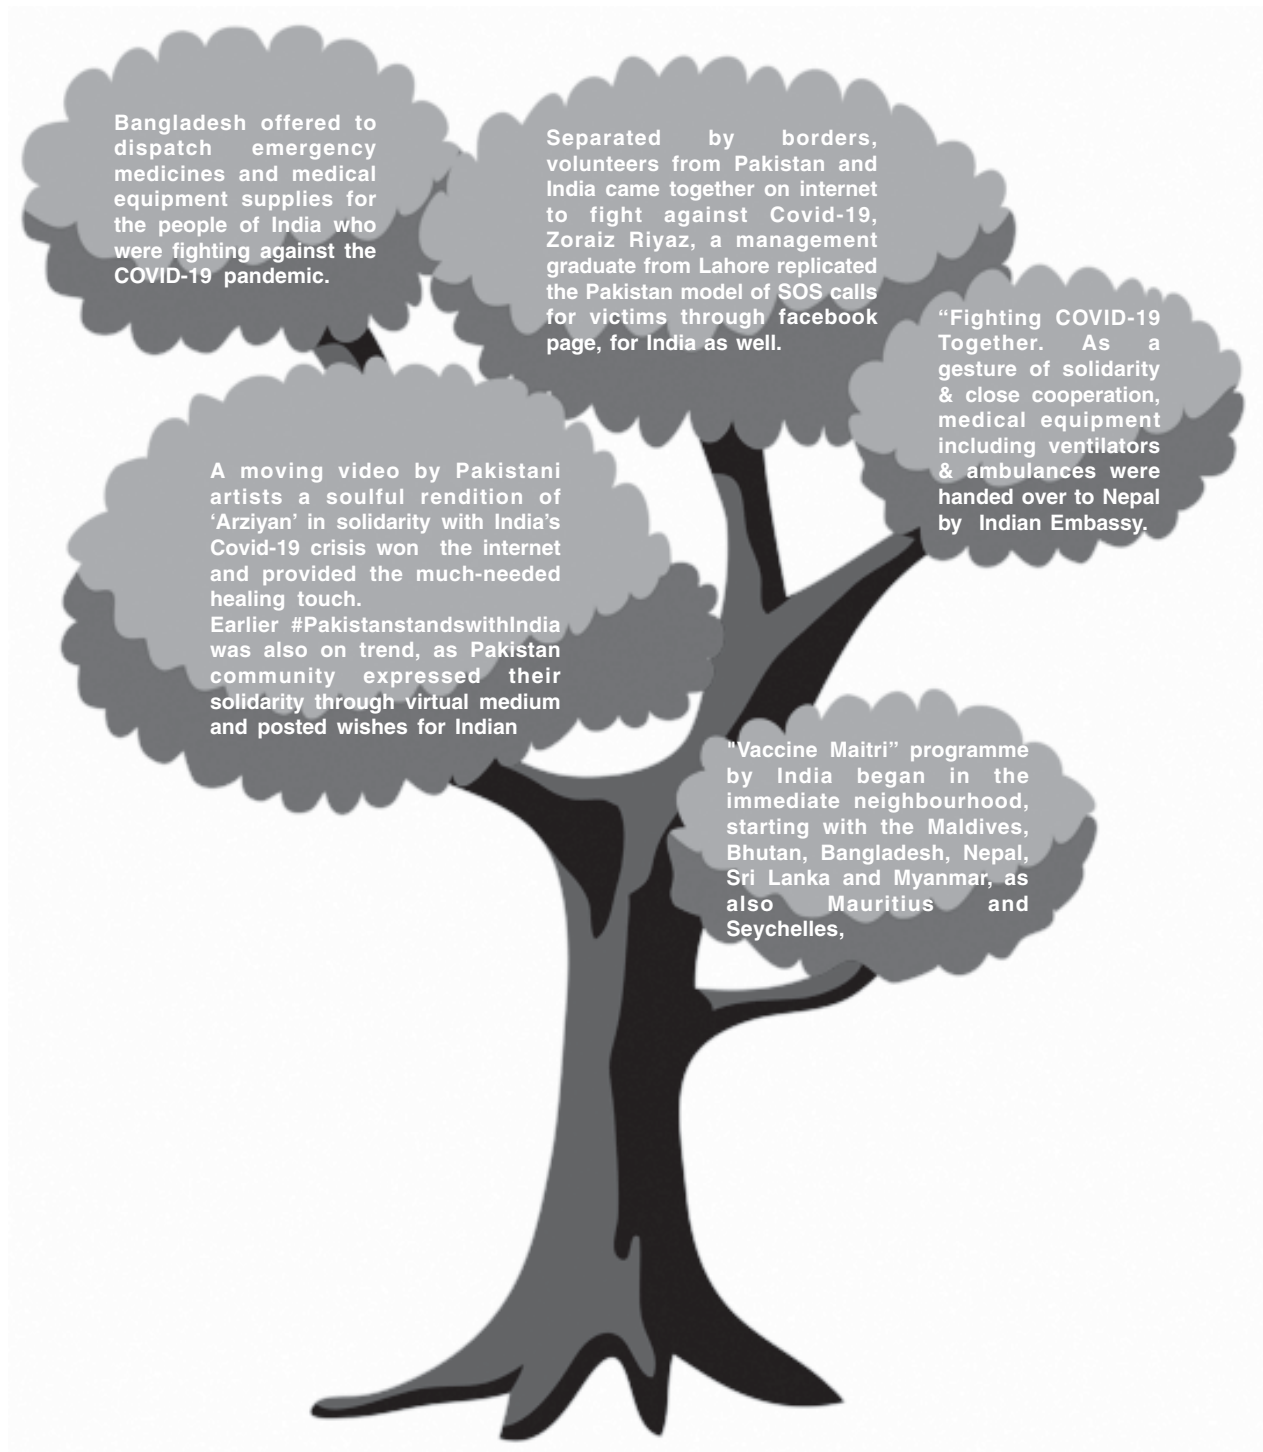 Bangladesh offered to
dispatch emergency
medicines and medical
equipment supplies for
the people of India who
were fighting against the
COVID-19 pandemic.
Separated by borders,
volunteers from Pakistan and
India came together on internet
to fight against Covid-19,
Zoraiz Riyaz, a management
graduate from Lahore replicated
the Pakistan model of SOS calls
for victims through facebook
page, for India as well.
“Fighting COVID-19
Together. As a
gesture of solidarity
& close cooperation,
medical equipment
including ventilators
& ambulances were
handed over to Nepal
by Indian Embassy.
A moving video by Pakistani
artists a soulful rendition of
‘Arziyan’ in solidarity with India’s
Covid-19 crisis won the internet
and provided the much-needed
healing touch.
Earlier #PakistanstandswithIndia
was also on trend, as Pakistan
community expressed their
solidarity through virtual medium
and posted wishes for Indian
"Vaccine Maitri” programme
by India began in the
immediate neighbourhood,
starting with the Maldives,
Bhutan, Bangladesh, Nepal,
Sri Lanka and Myanmar, as
also Mauritius and
Seychelles,